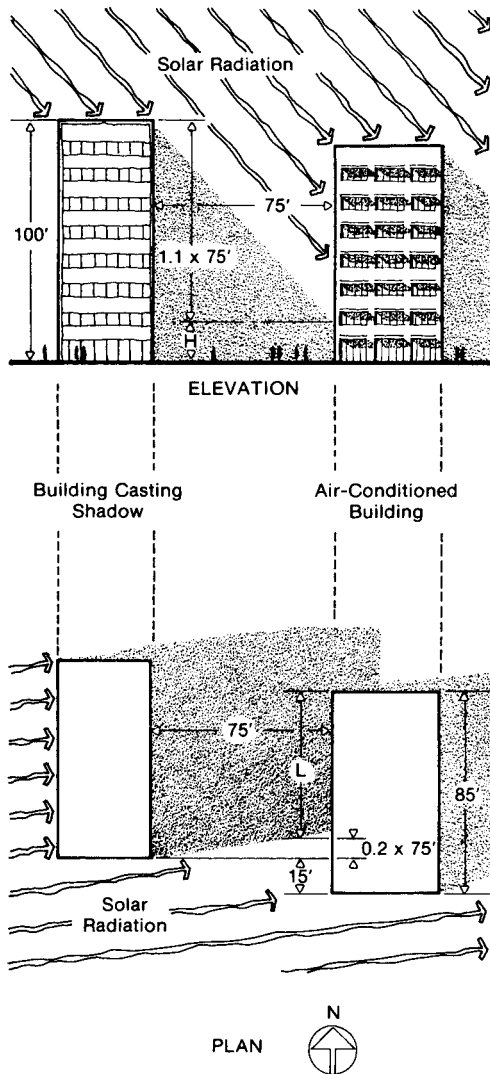 Solar Radiation
75'
100'
1.1 x 75'
H
ELEVATION
Building Casting
Shadow
Air-Conditioned
Building
75'
L
85'
0.2 x 75'
15'
Solar
Radiation
N
PLAN